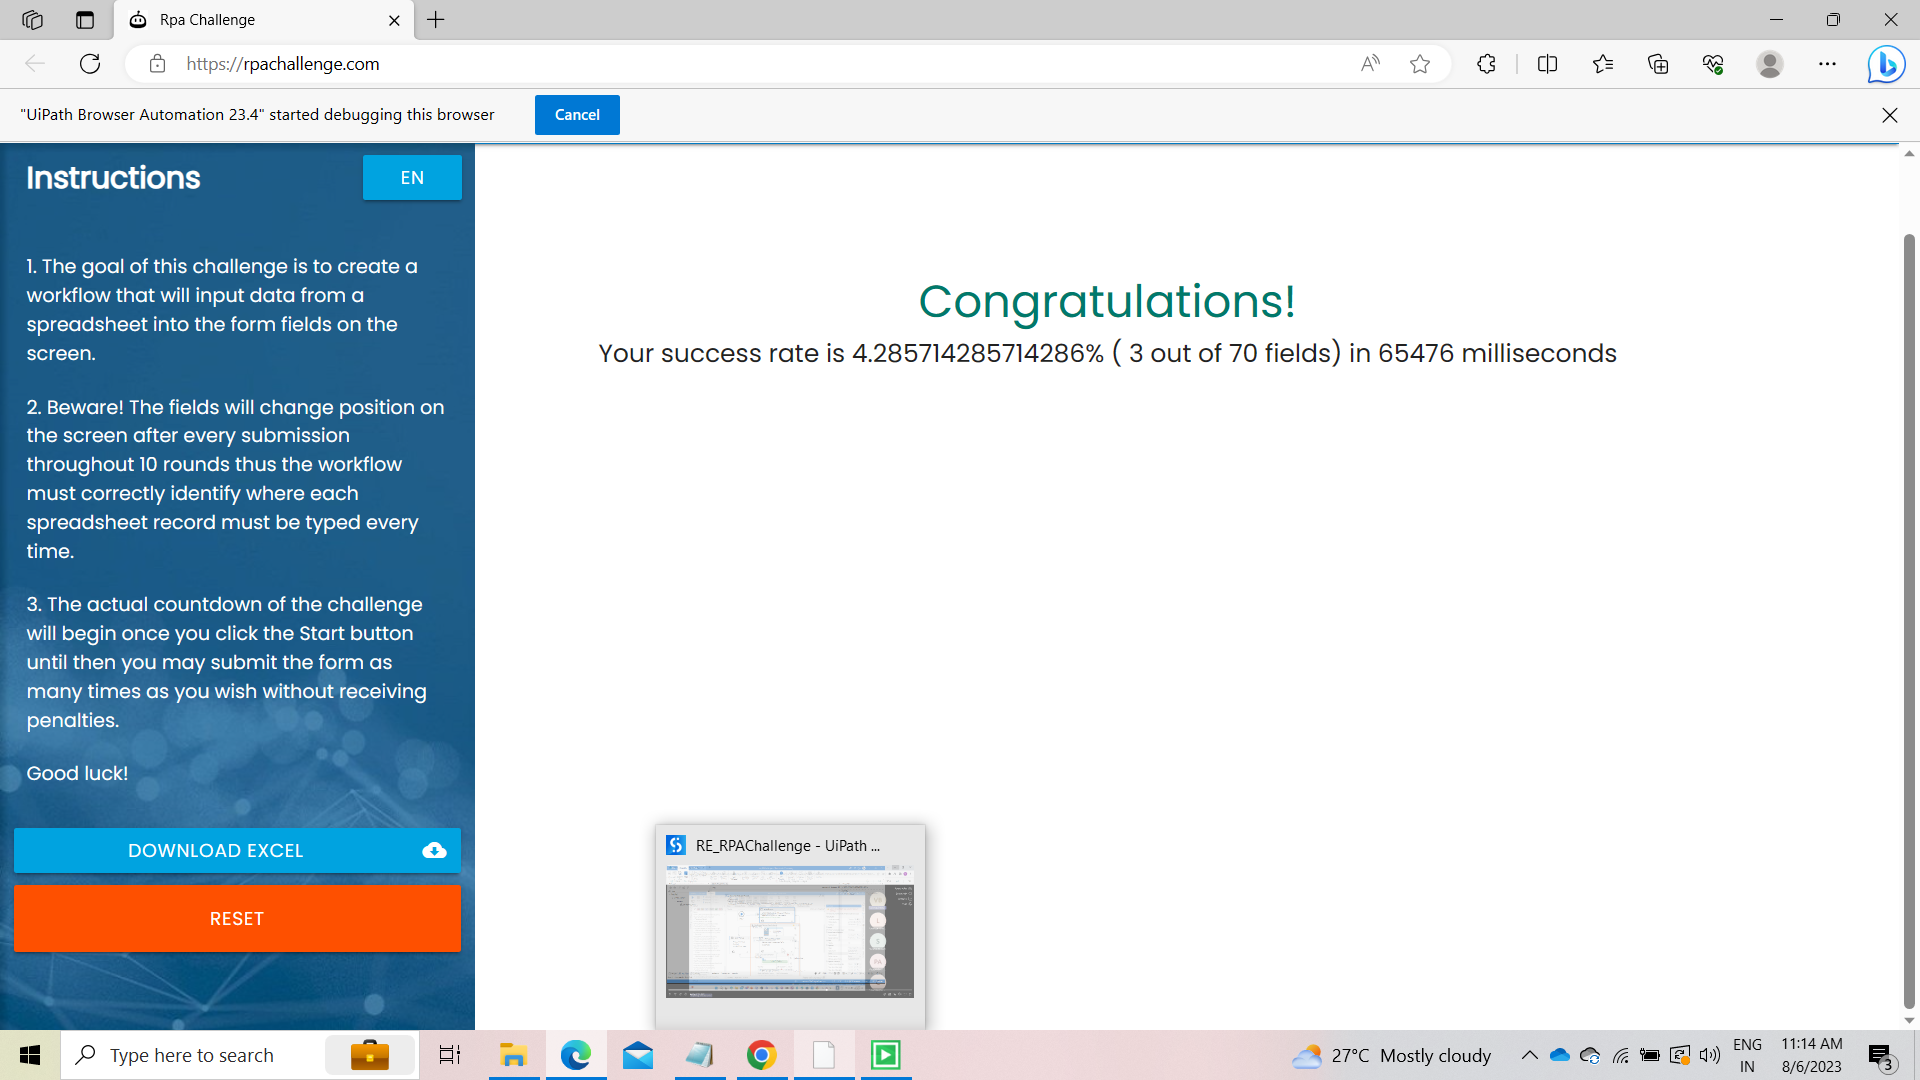 Rpa Challenge
https://rpachallenge.com
"UiPath Browser Automation 23.4" started debugging this browser
Cancel
Instructions
EN
1. The goal of this challenge is to create a
workflow that will input data from a
spreadsheet into the form fields on the
screen.
2. Beware! The fields will change position on
the screen after every submission
throughout 10 rounds thus the workflow
must correctly identify where each
spreadsheet record must be typed every
time.
3. The actual countdown of the challenge
will begin once you click the Start button
until then you may submit the form as
many times as you wish without receiving
penalties.
Good luck!
DOWNLOAD EXCEL
RESET
Congratulations!
Your success rate is 4.285714285714286% ( 3 out of 70 fields) in 65476 milliseconds
RE_RPAChallenge - UiPath ...
Type here to search
27°C Mostly cloudy
ENG
IN
11:14 AM
8/6/2023
3